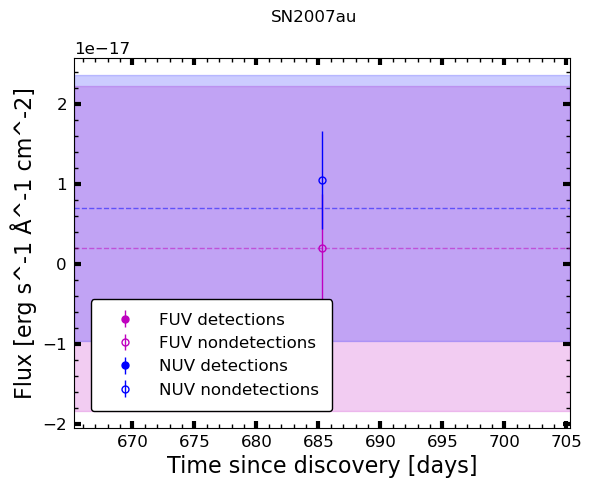 SN2007au
1e−17
Flux [erg s^-1 Å^-1 cm^-2]
2
1
0
−1
−2
FUV detections
FUV nondetections
NUV detections
NUV nondetections
670 675 680 685 690 695 700 705
Time since discovery [days]